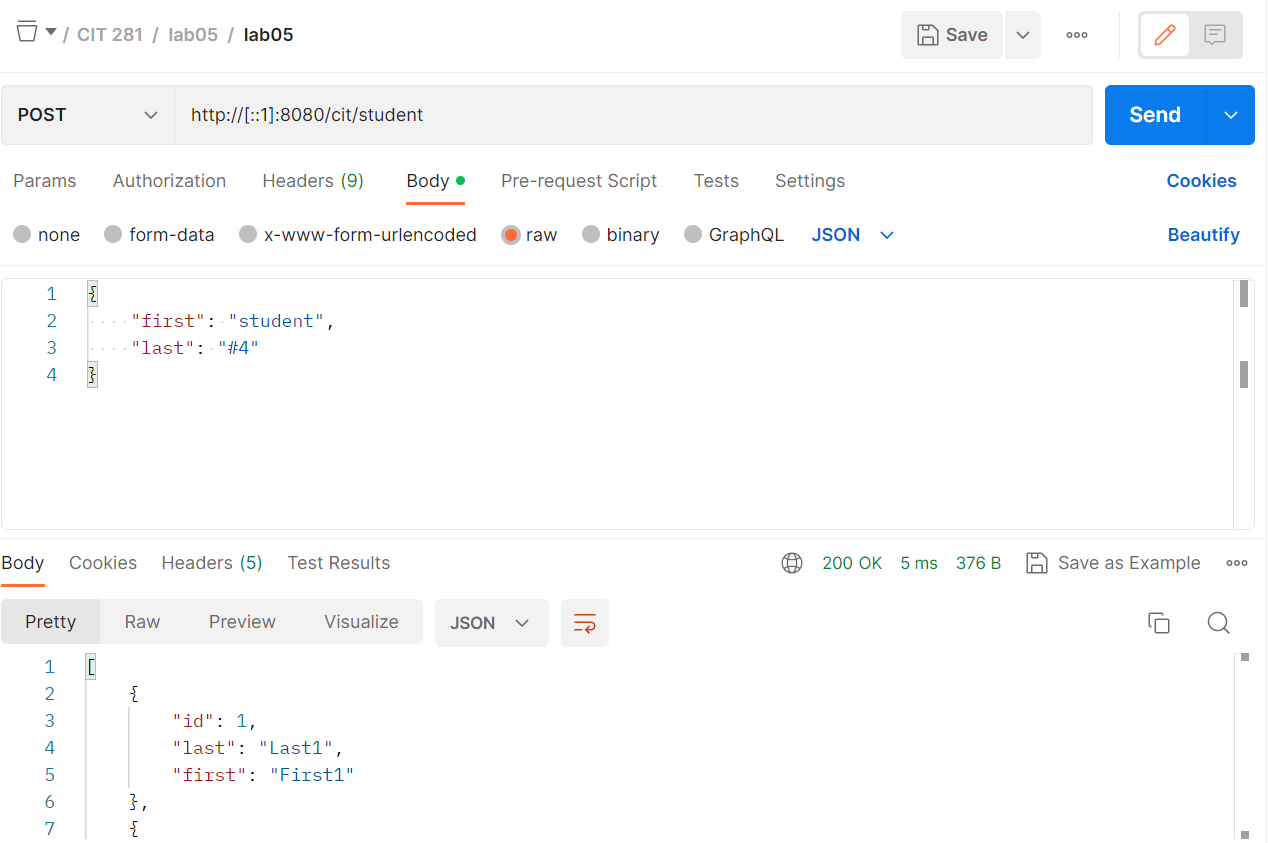 / CIT 281 / lab05 / lab05 Save
POST http://[::1]:8080/cit/student Send
Params Authorization Headers (9) Body Pre-request Script Tests Settings Cookies
none form-data x-www-form-urlencoded raw binary GraphQL JSON Beautify
1 {
2 "first": "student",
3 "last": "#4"
4 }
Body Cookies Headers (5) Test Results 200 OK 5 ms 376 B Save as Example
Pretty Raw Preview Visualize JSON
1 [
2 {
3 "id": 1,
4 "last": "Last1",
5 "first": "First1"
6 },
7 {